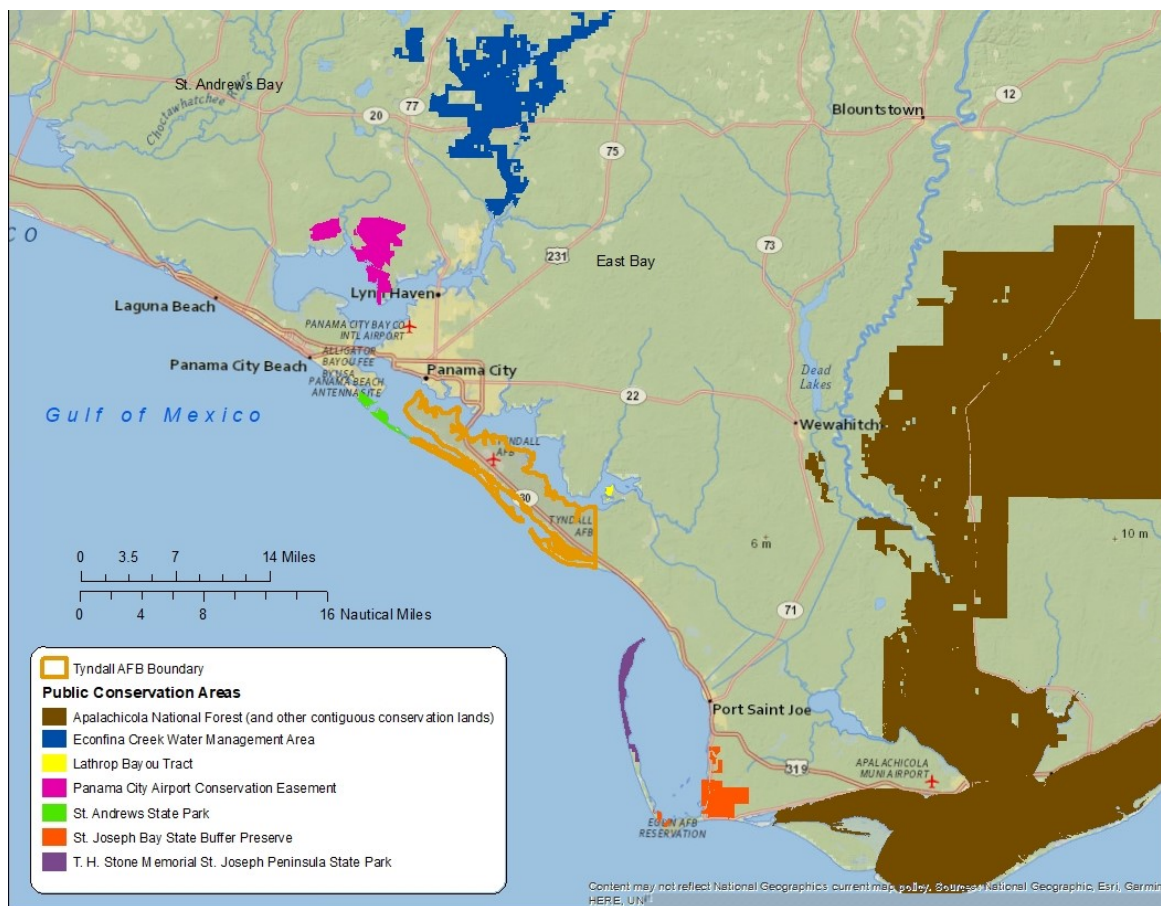 St. Andrews Bay
Choctawhatchee River
20
77
12
Blountstown
75
73
CO
231
East Bay
Lynn Haven
Laguna Beach
PANAMA CITY BAY CO
INTL AIRPORT
ALLIGATOR
BAYOU FEE
BY USA
PANAMA BEACH
ANTENNA SITE
Panama City Beach
Panama City
Dead
Lakes
22
Wewahitch
Gulf of Mexico
TYNDALL
AFB
30
TYNDALL
AFB
6 m
10 m
71
0 3.5 7 14 Miles
0 4 8 16 Nautical Miles
Port Saint Joe
319
APALACHICOLA
MUNI AIRPORT
EGLIN AFB
RESERVATION
Tyndall AFB Boundary
Public Conservation Areas
Apalachicola National Forest (and other contiguous conservation lands)
Econfina Creek Water Management Area
Lathrop Bayou Tract
Panama City Airport Conservation Easement
St. Andrews State Park
St. Joseph Bay State Buffer Preserve
T. H. Stone Memorial St. Joseph Peninsula State Park
Content may not reflect National Geographic's current map policy. Sources: National Geographic, Esri, Garmin
HERE, UN